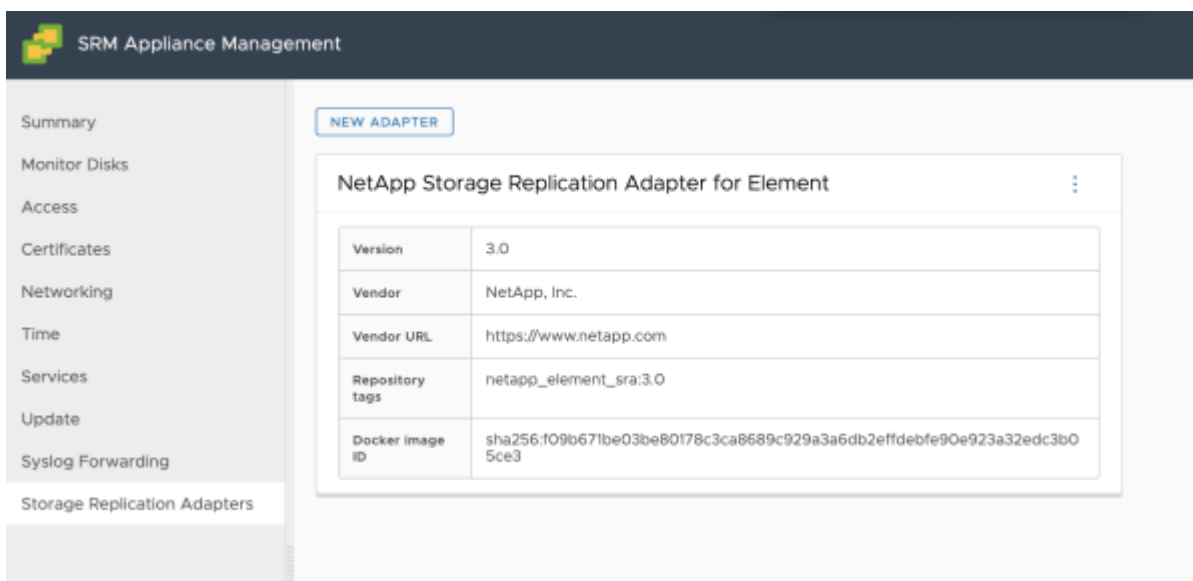 SRM Appliance Management
Summary
Monitor Disks
Access
Certificates
Networking
Time
Services
Update
Syslog Forwarding
Storage Replication Adapters
NEW ADAPTER
NetApp Storage Replication Adapter for Element
Version 3.0
Vendor NetApp, Inc.
Vendor URL https://www.netapp.com
Repository tags netapp_element_sra:3.0
Docker image ID sha256:f09b671be03be80178c3ca8689c929a3a6db2effdebfe90e923a32edc3b0
5ce3